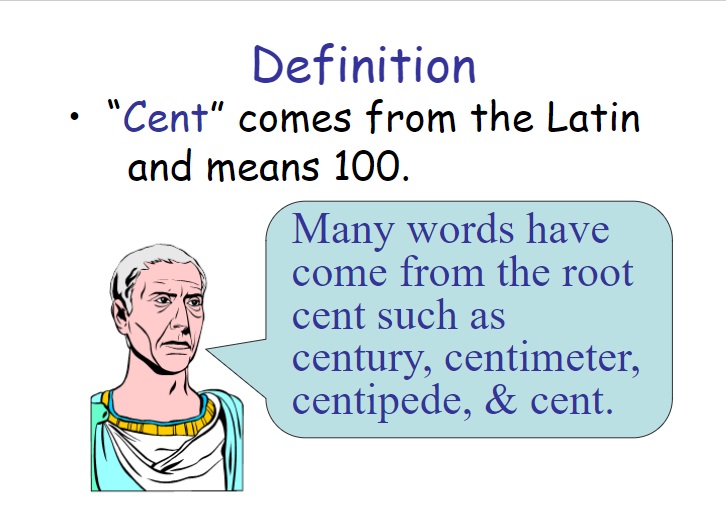 Definition
• “Cent” comes from the Latin
and means 100.
Many words have
come from the root
cent such as
century, centimeter,
centipede, & cent.